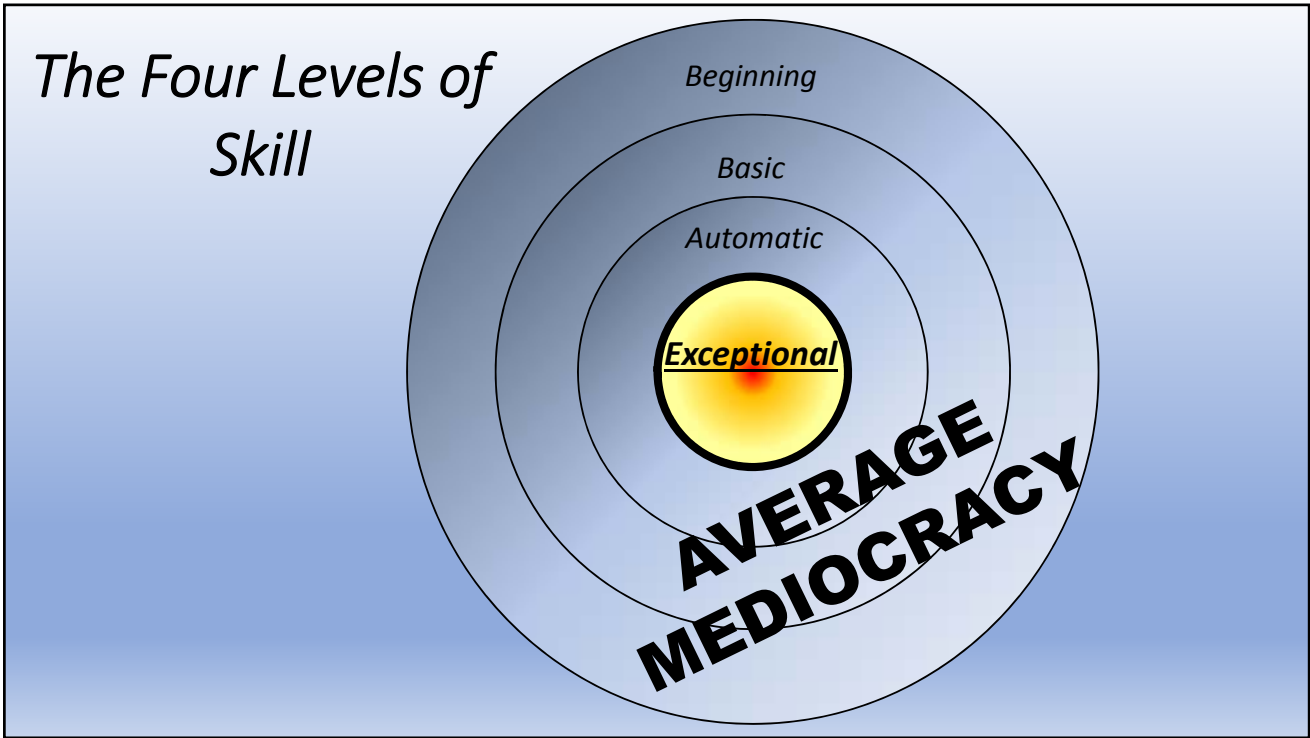 The Four Levels of
Skill
Beginning
Basic
Automatic
Exceptional
AVERAGE
MEDIOCRACY